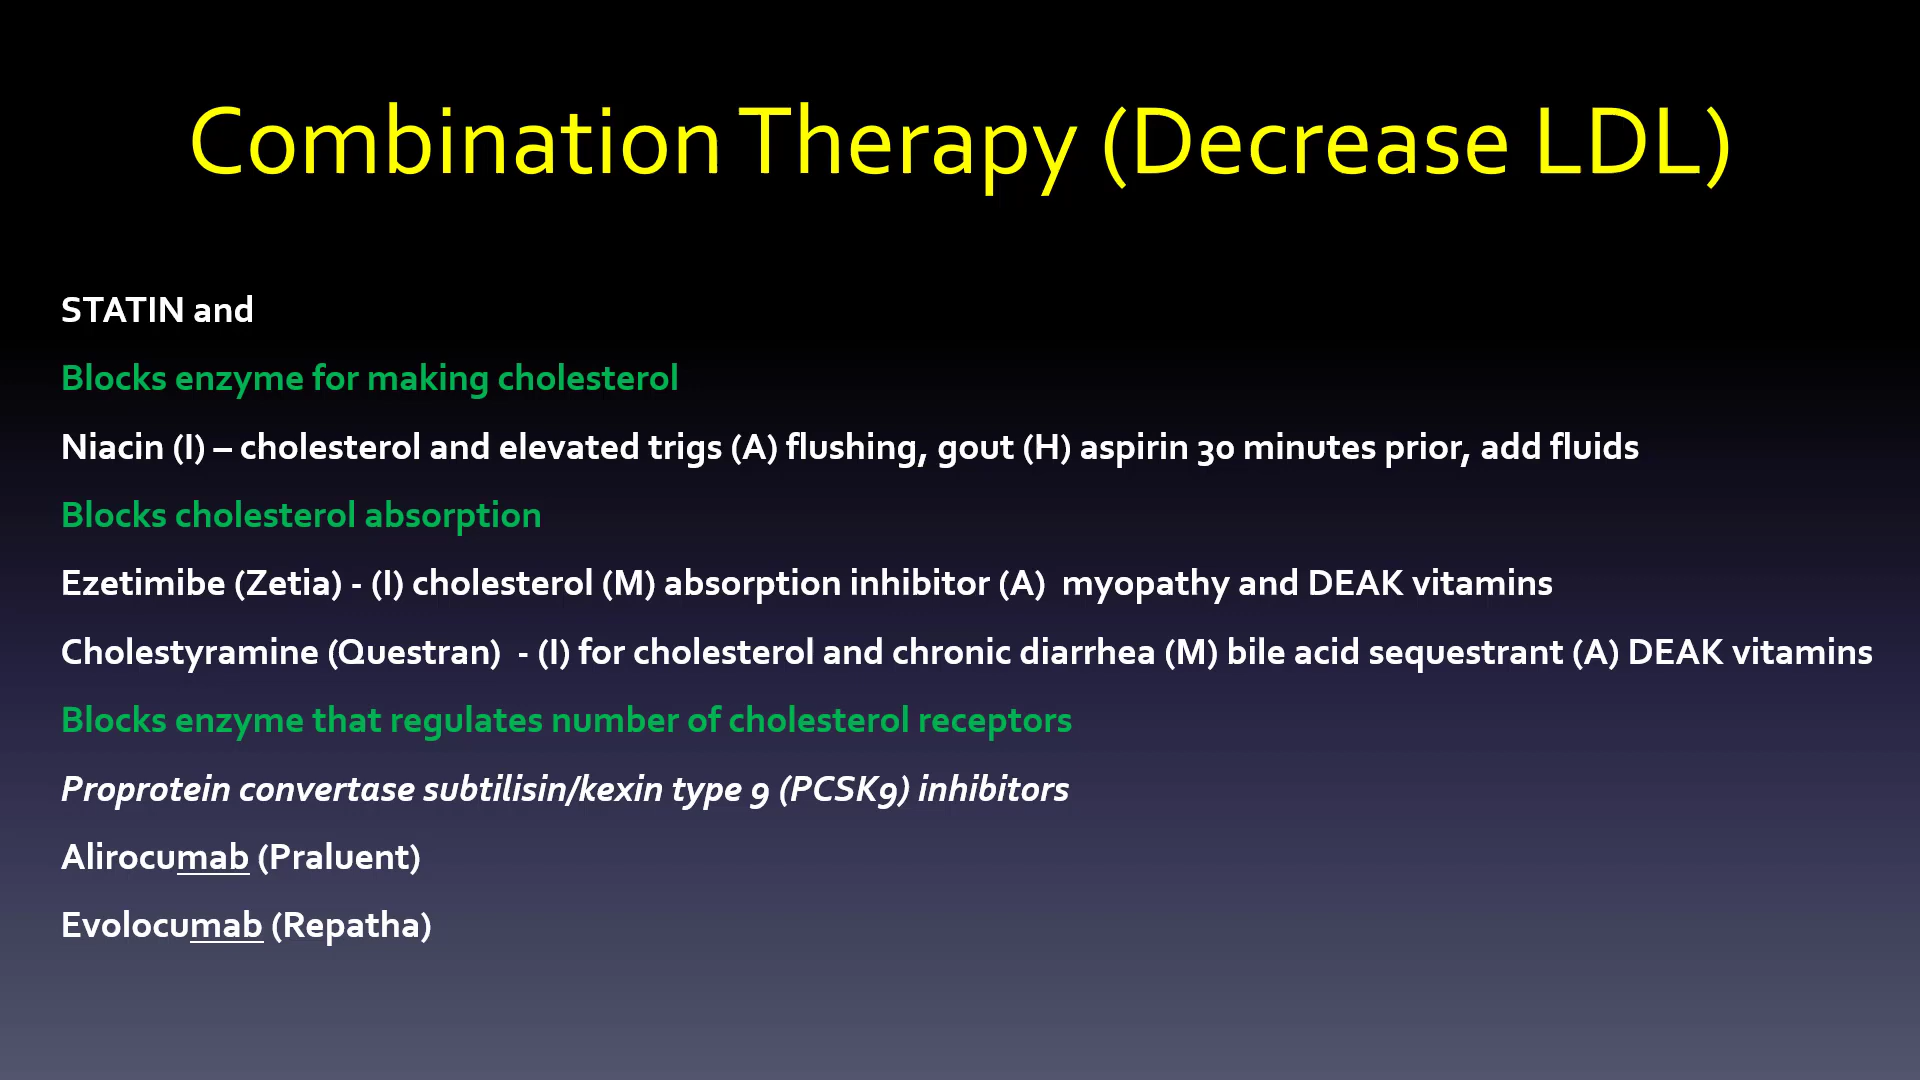 Combination Therapy (Decrease LDL)
STATIN and
Blocks enzyme for making cholesterol
Niacin (I) – cholesterol and elevated trigs (A) flushing, gout (H) aspirin 30 minutes prior, add fluids
Blocks cholesterol absorption
Ezetimibe (Zetia) - (I) cholesterol (M) absorption inhibitor (A)  myopathy and DEAK vitamins
Cholestyramine (Questran)  - (I) for cholesterol and chronic diarrhea (M) bile acid sequestrant (A) DEAK vitamins
Blocks enzyme that regulates number of cholesterol receptors
Proprotein convertase subtilisin/kexin type 9 (PCSK9) inhibitors
Alirocumab (Praluent)
Evolocumab (Repatha)